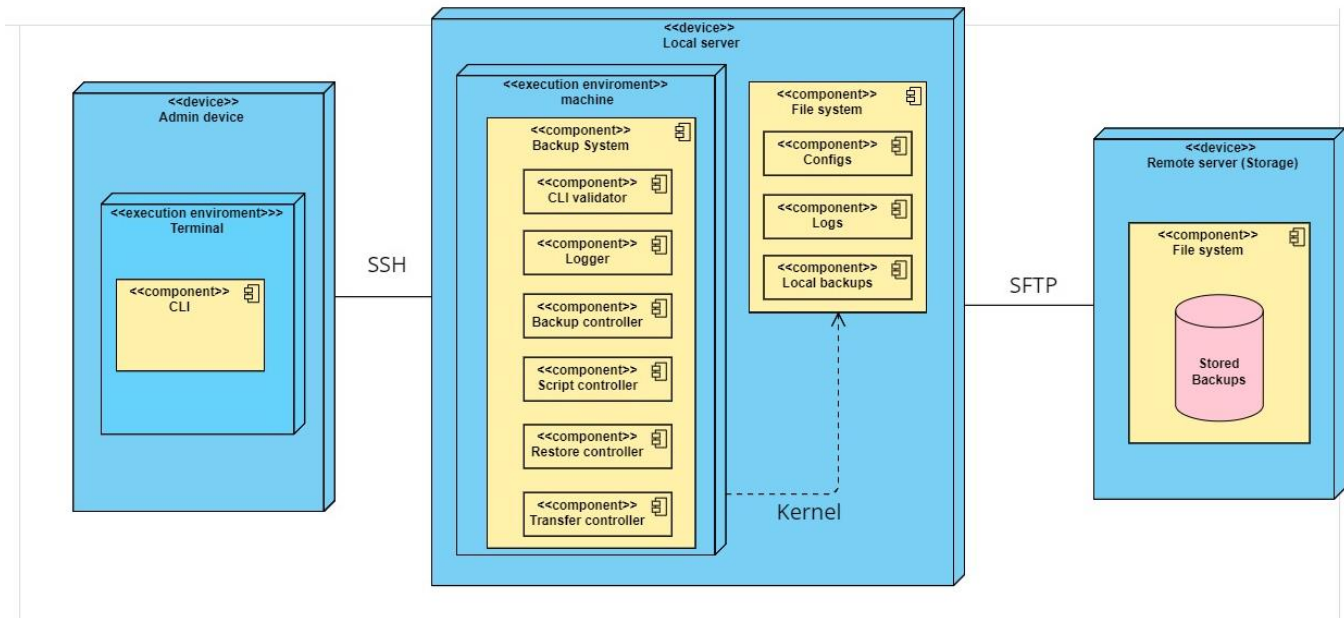 <<device>>
Admin device
<<execution enviroment>>>
Terminal
<<component>>
CLI
SSH
<<device>>
Local server
<<execution enviroment>>
machine
<<component>>
Backup System
<<component>>
CLI validator
<<component>>
Logger
<<component>>
Backup controller
<<component>>
Script controller
<<component>>
Restore controller
<<component>>
Transfer controller
<<component>>
File system
<<component>>
Configs
<<component>>
Logs
<<component>>
Local backups
Kernel
SFTP
<<device>>
Remote server (Storage)
<<component>>
File system
Stored
Backups